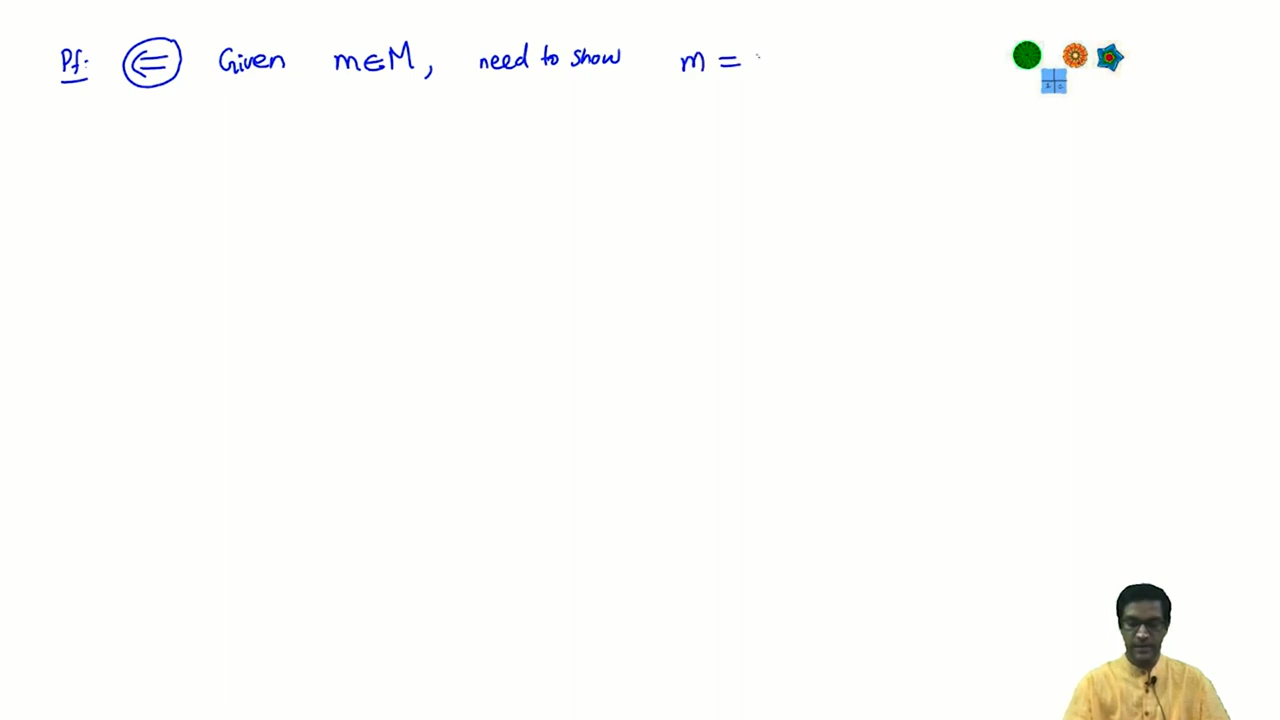 Pf: ⇐ Given m∈M, need to show m =